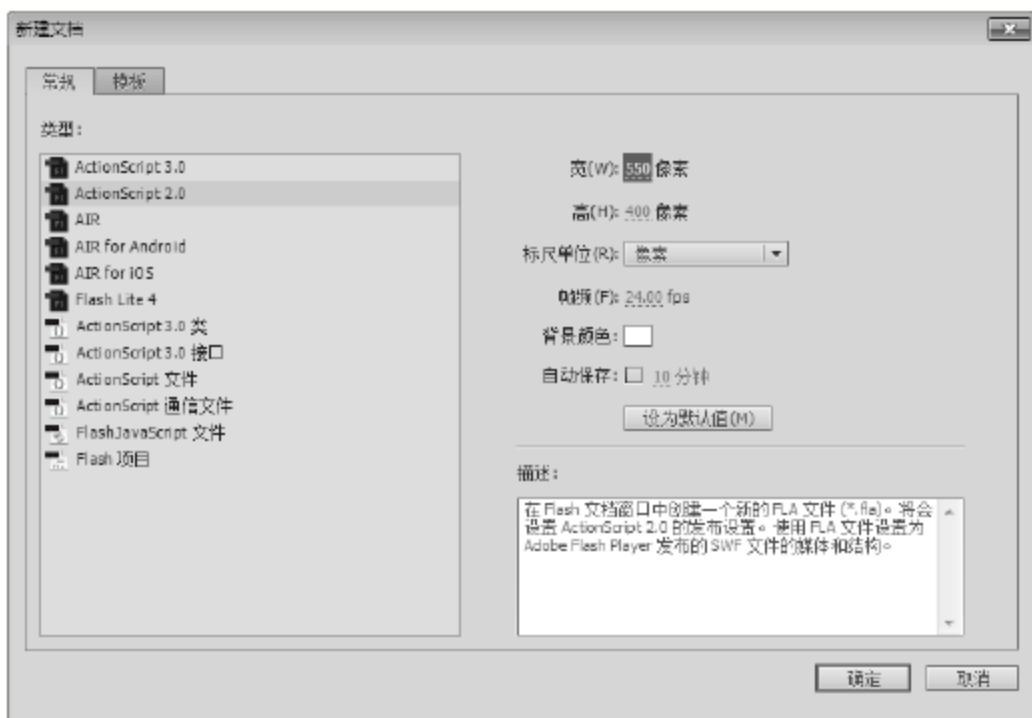 新建文档
常规
模板
类型:
ActionScript 3.0
ActionScript 2.0
AIR
AIR for Android
AIR for iOS
Flash Lite 4
ActionScript 3.0 类
ActionScript 3.0 接口
ActionScript 文件
ActionScript 通信文件
FlashJavaScript 文件
Flash 项目
宽(W): 550 像素
高(H): 400 像素
标尺单位(R): 像素
帧频(F): 24.00 fps
背景颜色:
自动保存: 10 分钟
设为默认值(M)
描述:
在 Flash 文档窗口中创建一个新的 FLA 文件 (*.fla)。将会
设置 ActionScript 2.0 的发布设置。使用 FLA 文件设置为
Adobe Flash Player 发布的 SWF 文件的媒体和结构。
确定
取消